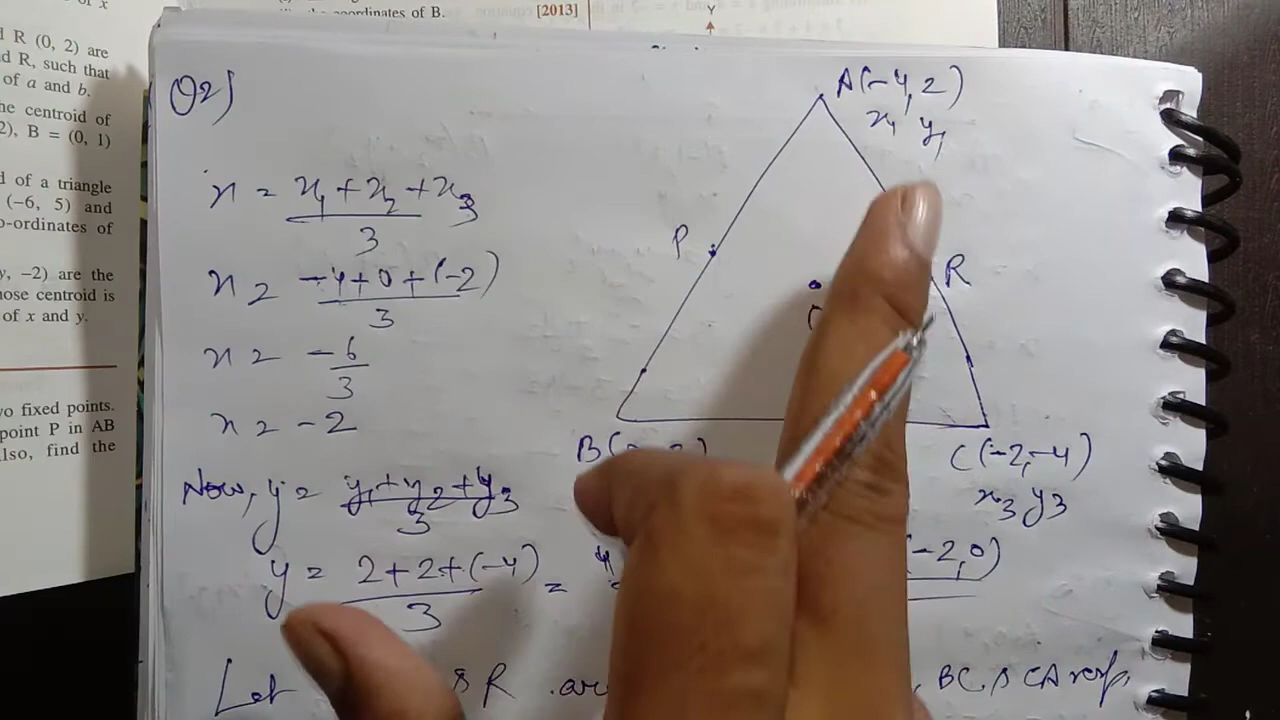 coordinates of B. [2013]
Y
R (0, 2) are
d R, such that
of a and b.
he centroid of
2), B = (0, 1)
d of a triangle
(−6, 5) and
o-ordinates of
y, −2) are the
hose centroid is
of x and y.
vo fixed points.
point P in AB
lso, find the
Q2)
A(-4, 2)
x₁ y₁
x = x₁ + x₂ + x₃ / 3
P
x = -4+0+(-2) / 3
R
x = -6/3
x = -2
B(
C(-2,-4)
x₃ y₃
Now, y = y₁+y₂+y₃ / 3
y = 2+2+(-4) / 3 =
(-2,0)
Let
& R are
, BC & CA resp.